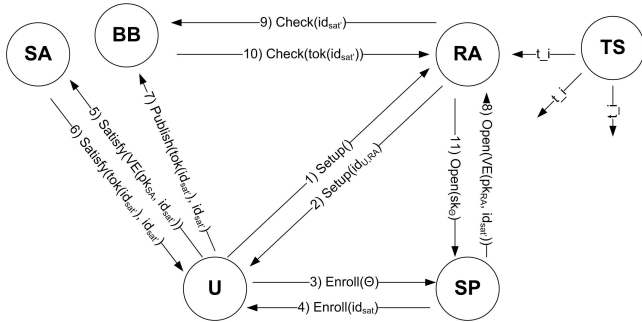 9) Check(id_sat')
BB
10) Check(tok(id_sat'))
SA
RA
t_i
TS
t_i
t_i
5) Satisfy(VE(pk_SA, id_sat'))
6) Satisfy(tok(id_sat'), id_sat')
7) Publish(tok(id_sat'), id_sat')
1) Setup()
2) Setup(id_U,RA)
8) Open(VE(pk_RA, id_sat'))
11) Open(sk_Θ)
U
3) Enroll(Θ)
4) Enroll(id_sat)
SP